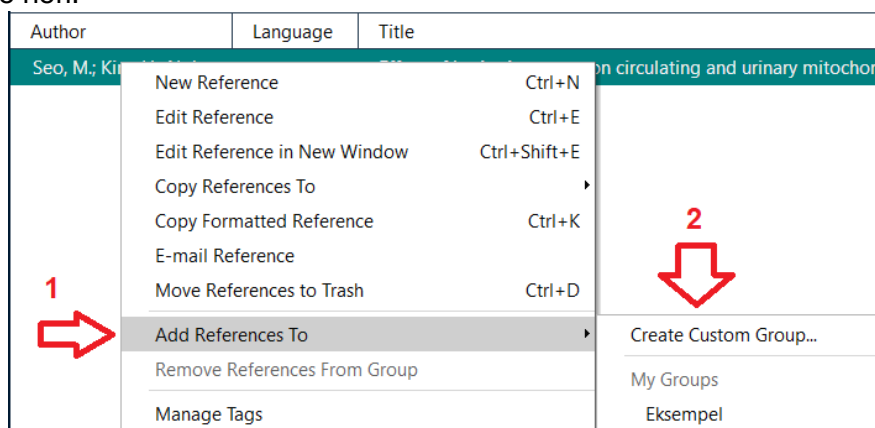 Author Language Title
Seo, M.; on circulating and urinary
New Reference Ctrl+N
Edit Reference Ctrl+E
Edit Reference in New Window Ctrl+Shift+E
Copy References To
Copy Formatted Reference Ctrl+K
E-mail Reference
2
1
Move References to Trash Ctrl+D
Add References To
Create Custom Group...
Remove References From Group
My Groups
Manage Tags
Eksempel